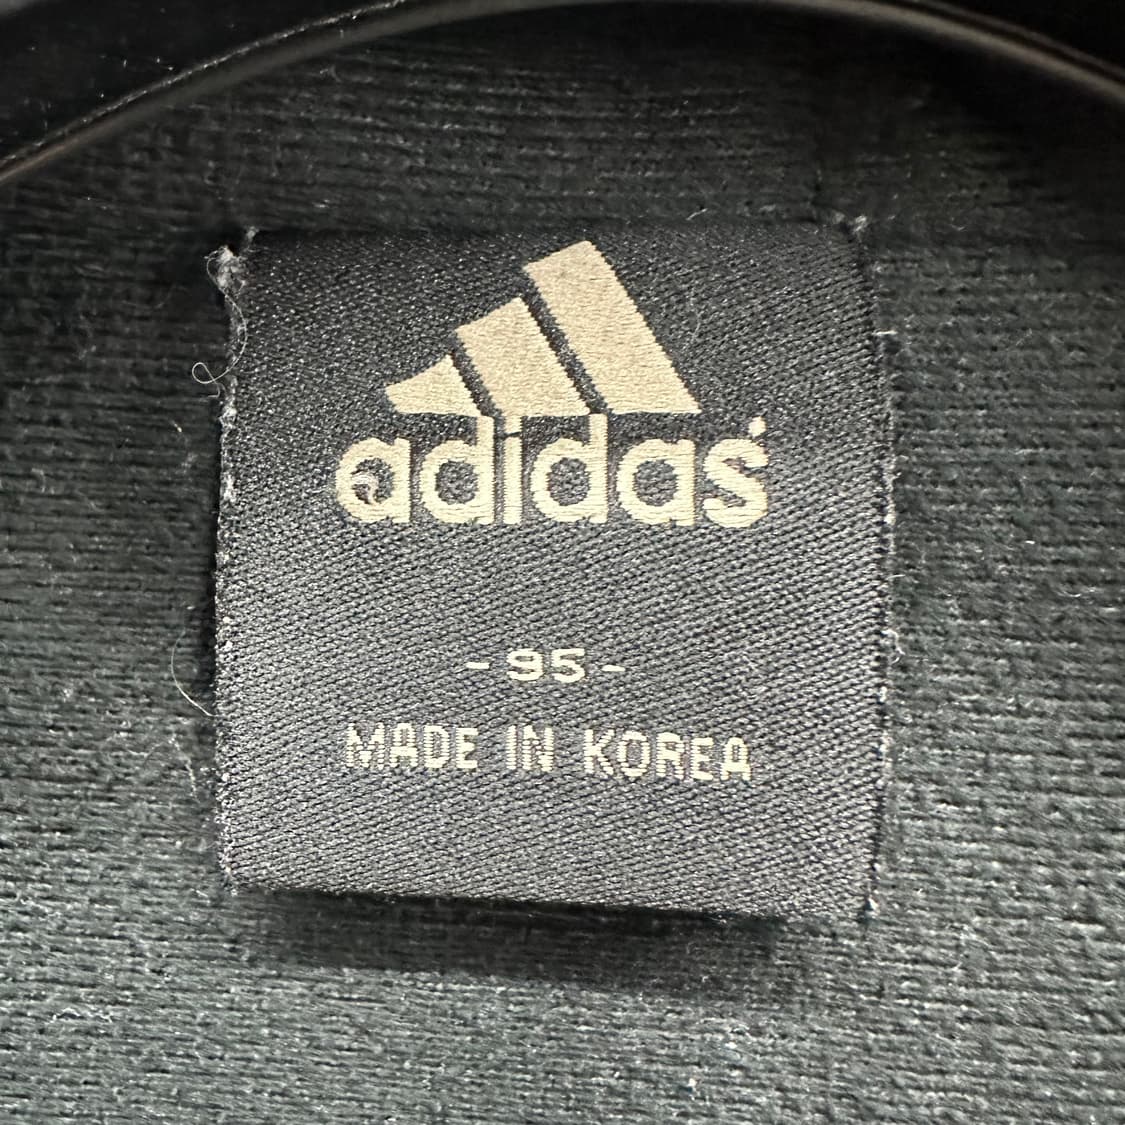 adidas
- 95 -
MADE IN KOREA